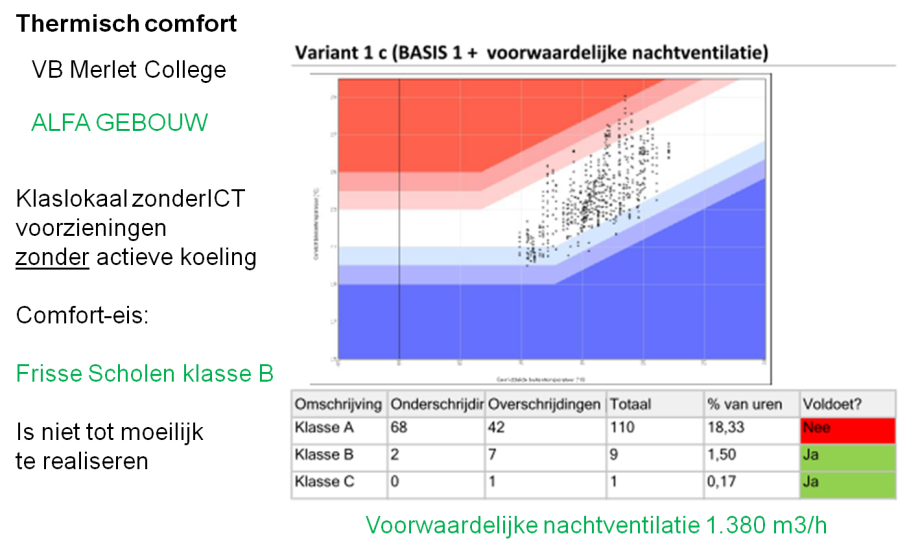 Thermisch comfort
VB Merlet College
ALFA GEBOUW
Klaslokaal zonder ICT
voorzieningen
zonder actieve koeling
Comfort-eis:
Frisse Scholen klasse B
Is niet tot moeilijk
te realiseren
Variant 1 c (BASIS 1 + voorwaardelijke nachtventilatie)
Omschrijving Onderschrijdin Overschrijdingen Totaal % van uren Voldoet?
Klasse A 68 42 110 18,33 Nee
Klasse B 2 7 9 1,50 Ja
Klasse C 0 1 1 0,17 Ja
Voorwaardelijke nachtventilatie 1.380 m3/h